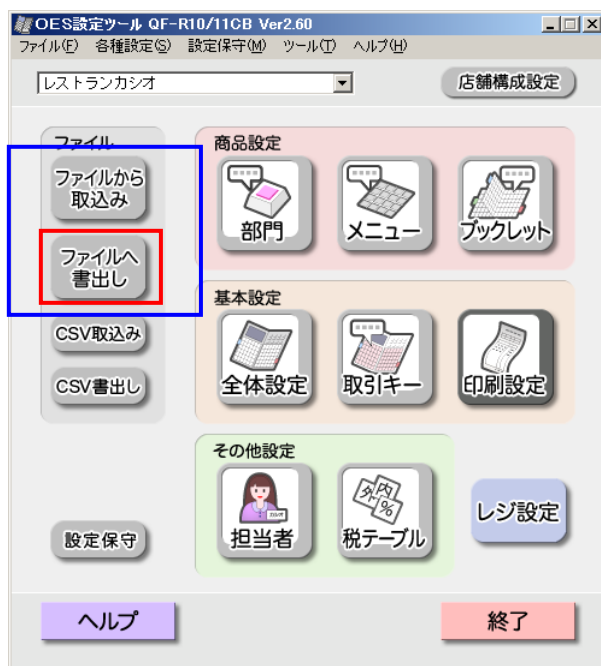 OES設定ツール QF-R10/11CB Ver2.60
ファイル(F) 各種設定(S) 設定保守(M) ツール(T) ヘルプ(H)
レストランカシオ
店舗構成設定
ファイル
ファイルから
取込み
ファイルへ
書出し
CSV取込み
CSV書出し
設定保守
商品設定
部門
メニュー
ブックレット
基本設定
全体設定
取引キー
印刷設定
その他設定
担当者
外内
%
税テーブル
レジ設定
ヘルプ
終了